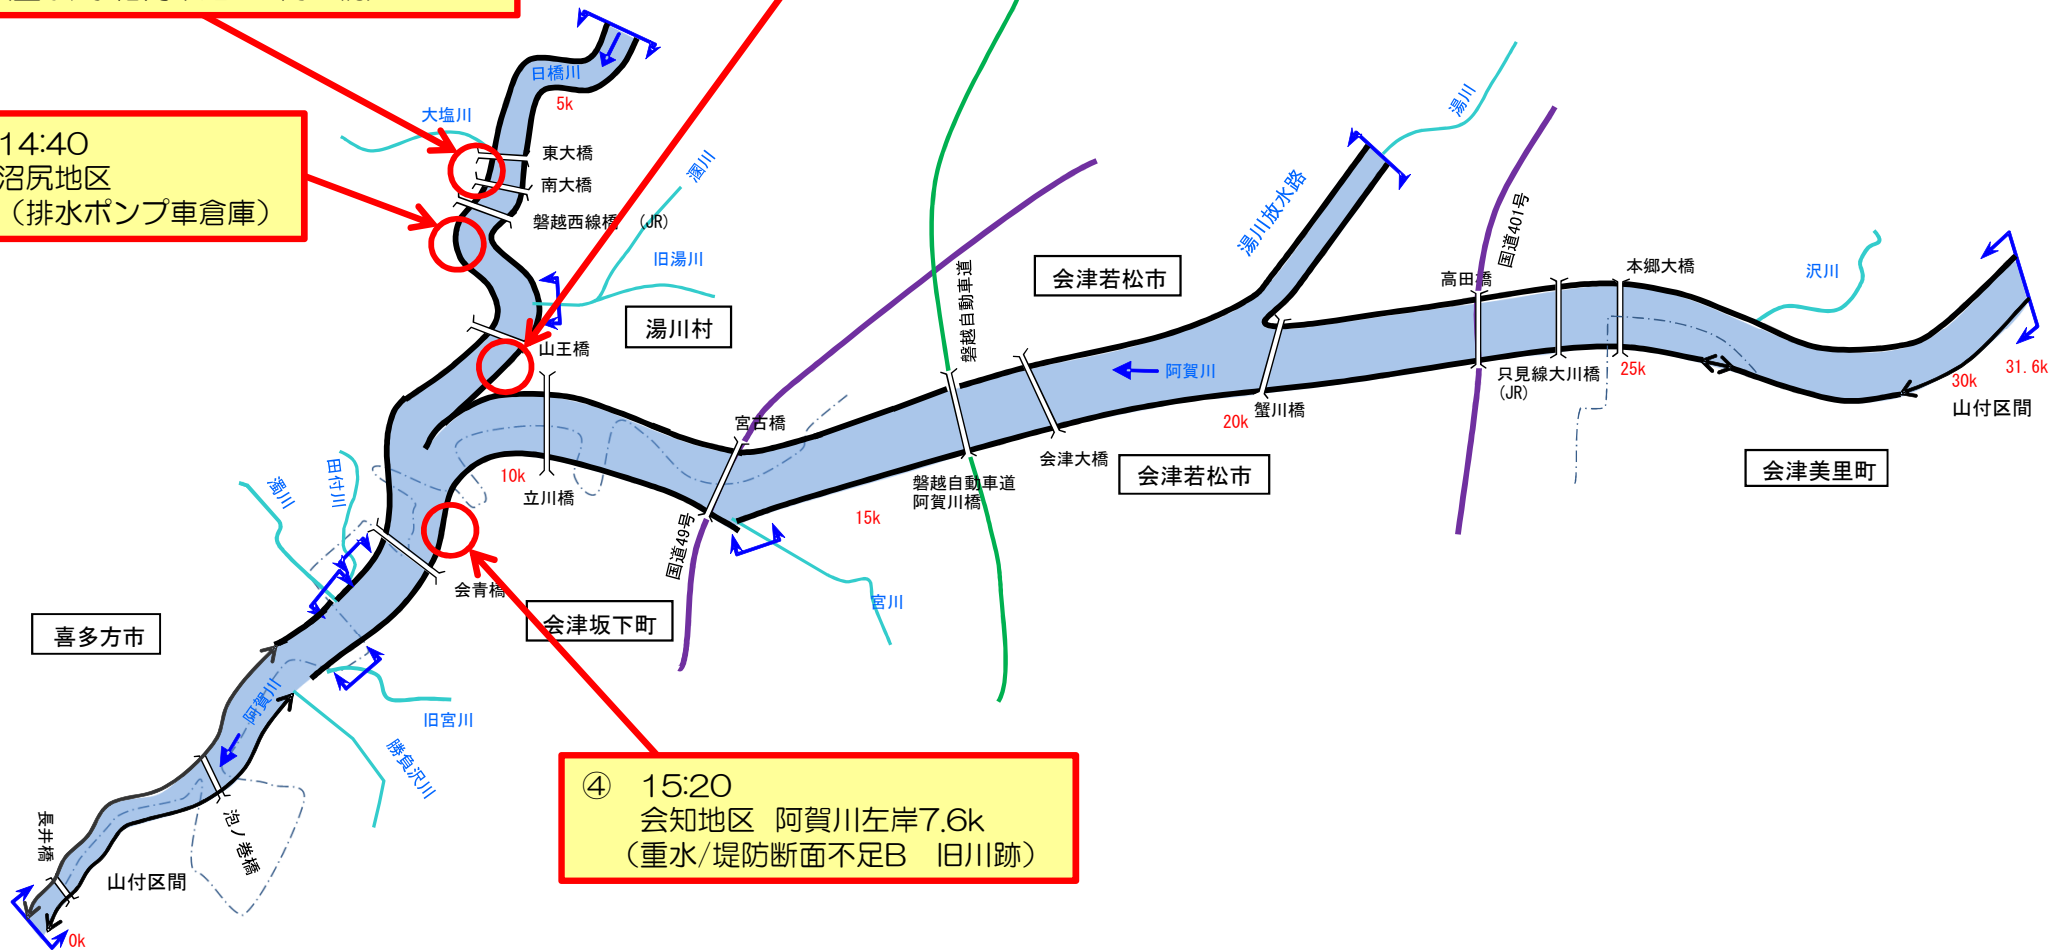 日橋川
5k
大塩川
東大橋
南大橋
磐越西線橋 (JR)
14:40
沼尻地区
(排水ポンプ車倉庫)
旧湯川
湯川村
山王橋
湯川
湯川放水路
国道401号
会津若松市
磐越自動車道
高田橋
本郷大橋
沢川
阿賀川
只見線大川橋
(JR)
25k
30k
31.6k
山付区間
20k
蟹川橋
会津大橋
会津若松市
会津美里町
宮古橋
磐越自動車道
阿賀川橋
15k
10k
立川橋
国道49号
田付川
濁川
会青橋
宮川
喜多方市
会津坂下町
阿賀川
旧宮川
勝負沢川
④ 15:20
会知地区 阿賀川左岸7.6k
(重水/堤防断面不足B 旧川跡)
長井橋
泡ノ巻橋
山付区間
0k